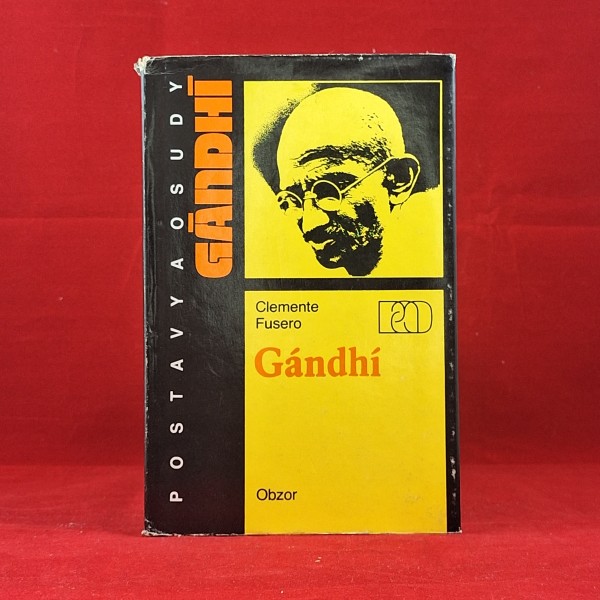 POSTAVY A OSUDY
GÁNDHÍ
Clemente
Fusero
Gándhí
Obzor